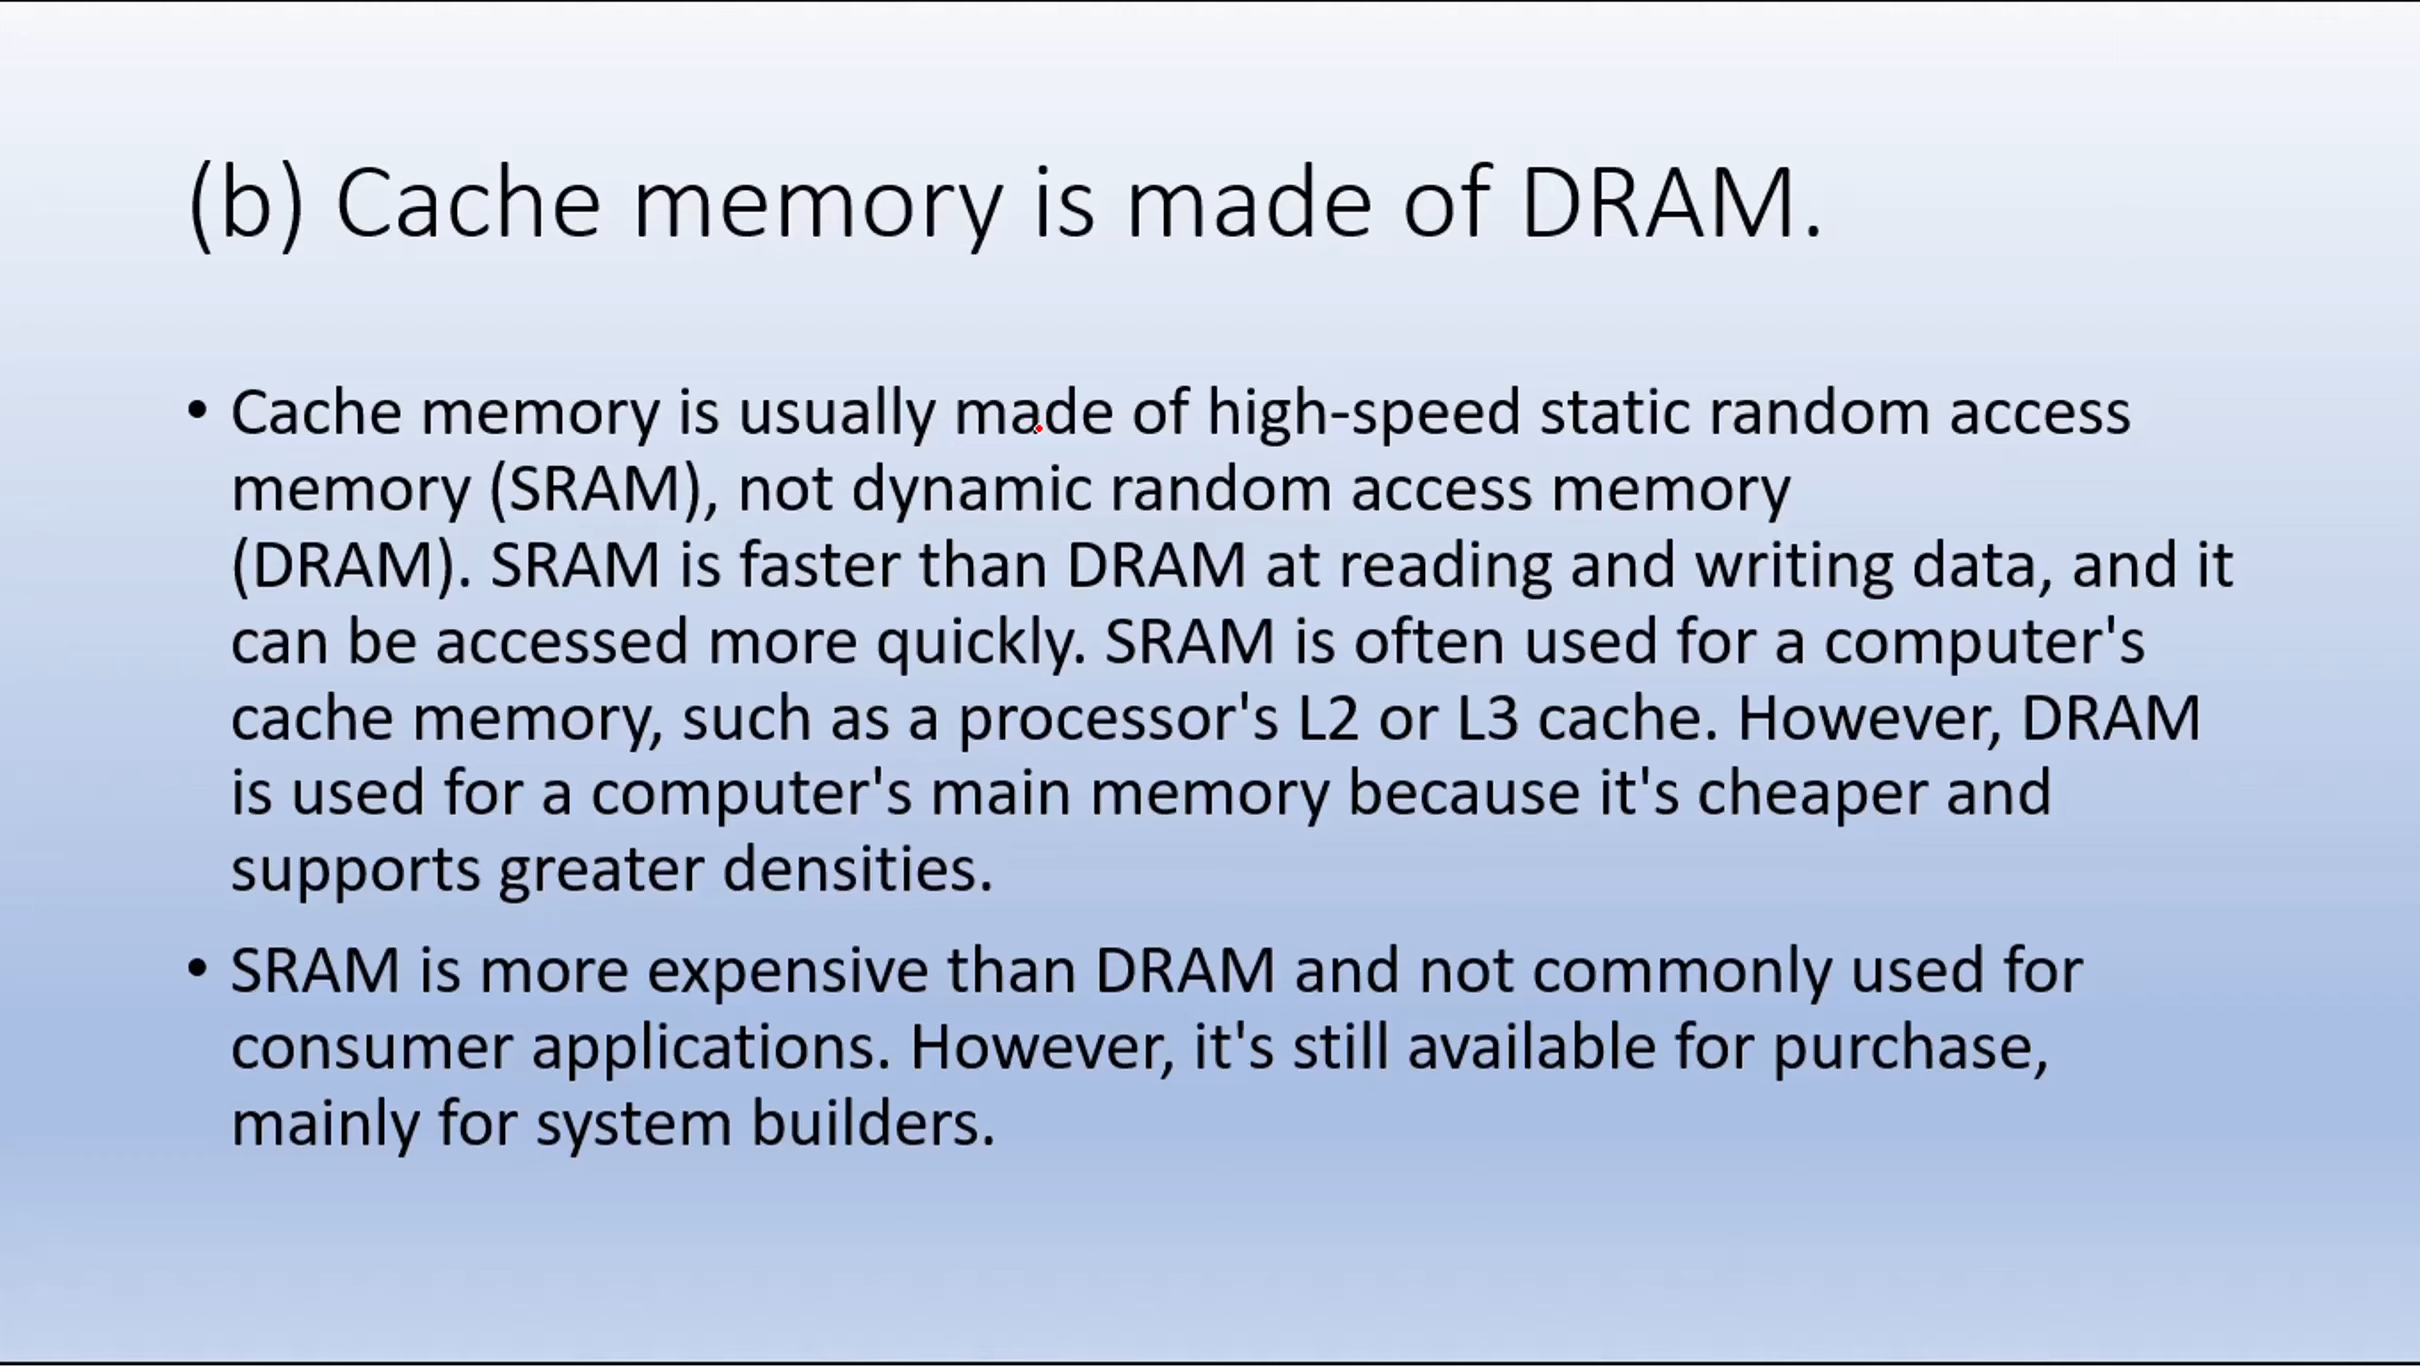 (b) Cache memory is made of DRAM.
• Cache memory is usually made of high-speed static random access
memory (SRAM), not dynamic random access memory
(DRAM). SRAM is faster than DRAM at reading and writing data, and it
can be accessed more quickly. SRAM is often used for a computer's
cache memory, such as a processor's L2 or L3 cache. However, DRAM
is used for a computer's main memory because it's cheaper and
supports greater densities.
• SRAM is more expensive than DRAM and not commonly used for
consumer applications. However, it's still available for purchase,
mainly for system builders.